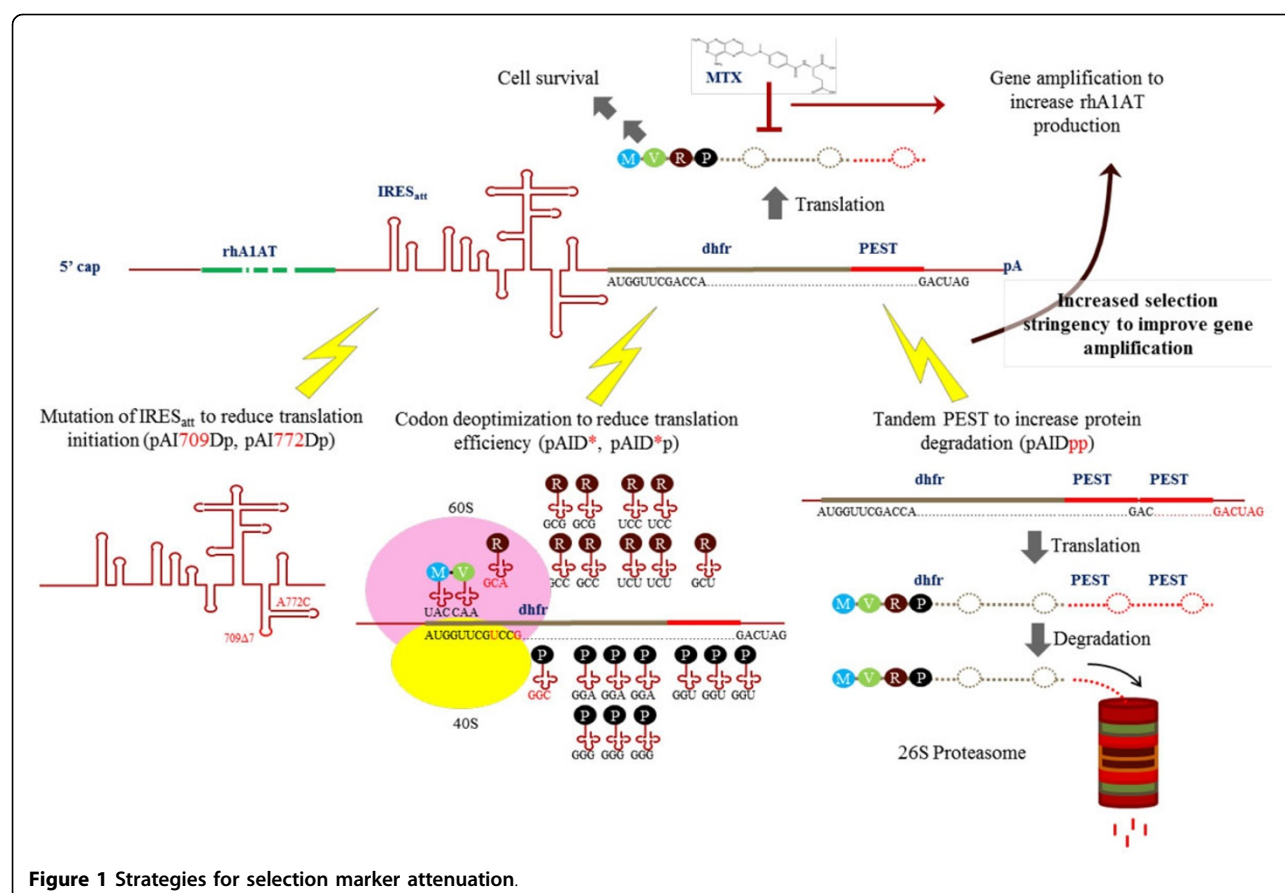 Cell survival
MTX
Gene amplification to
increase rhA1AT
production
M V R P
IRESatt
Translation
rhA1AT
dhfr
PEST
5' cap
pA
AUGGUUCGACCA
GACUAG
Increased selection
stringency to improve gene
amplification
Mutation of IRESatt to reduce translation
initiation (pAI709Dp, pAI772Dp)
Codon deoptimization to reduce translation
efficiency (pAID*, pAID*p)
Tandem PEST to increase protein
degradation (pAIDpp)
A772C
709Δ7
60S
R R R R
GCG GCG UCC UCC
R R R R R R
GCA GCC GCC UCU UCU GCU
M V
UAC CAA
dhfr
AUGGUUCGUCCG
GACUAG
40S
P P P P P P P
GGC GGA GGA GGA GGU GGU GGU
P P P
GGG GGG GGG
dhfr PEST PEST
AUGGUUCGACCA GAC GACUAG
Translation
dhfr PEST PEST
M V R P
Degradation
M V R P
26S Proteasome
Figure 1 Strategies for selection marker attenuation.